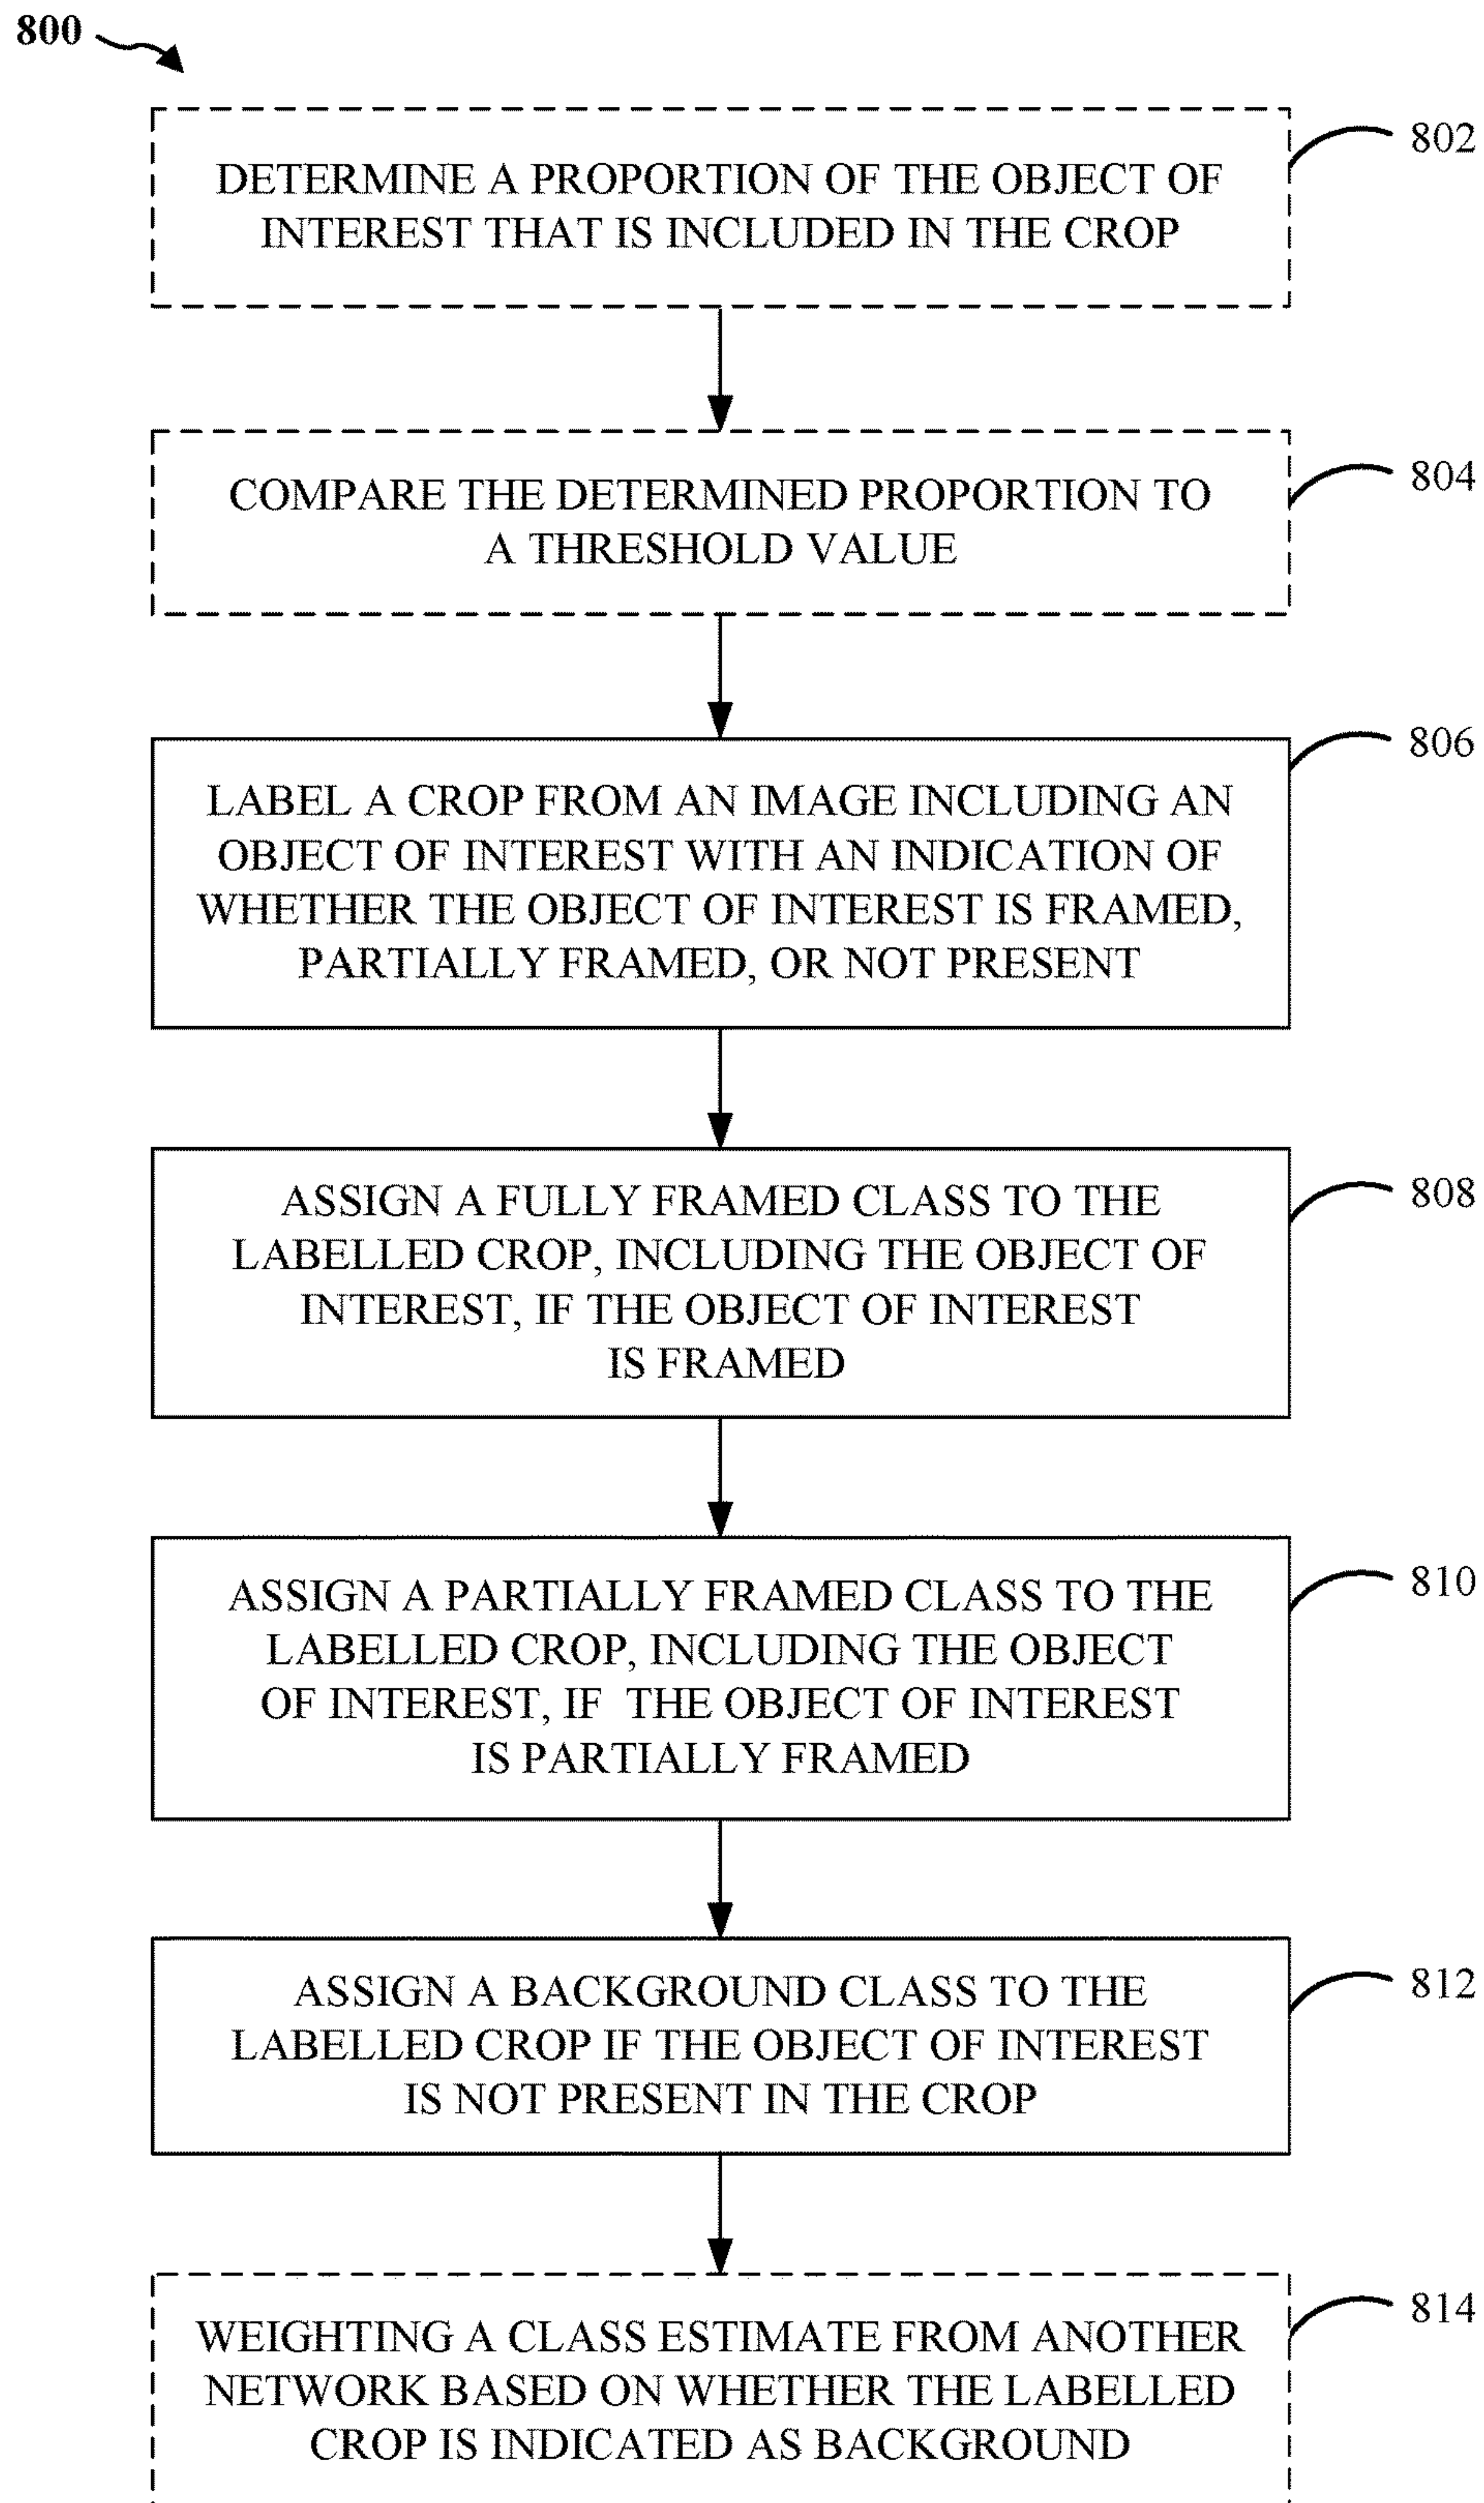 800
802
DETERMINE A PROPORTION OF THE OBJECT OF
INTEREST THAT IS INCLUDED IN THE CROP
804
COMPARE THE DETERMINED PROPORTION TO
A THRESHOLD VALUE
806
LABEL A CROP FROM AN IMAGE INCLUDING AN
OBJECT OF INTEREST WITH AN INDICATION OF
WHETHER THE OBJECT OF INTEREST IS FRAMED,
PARTIALLY FRAMED, OR NOT PRESENT
808
ASSIGN A FULLY FRAMED CLASS TO THE
LABELLED CROP, INCLUDING THE OBJECT OF
INTEREST, IF THE OBJECT OF INTEREST
IS FRAMED
810
ASSIGN A PARTIALLY FRAMED CLASS TO THE
LABELLED CROP, INCLUDING THE OBJECT
OF INTEREST, IF THE OBJECT OF INTEREST
IS PARTIALLY FRAMED
812
ASSIGN A BACKGROUND CLASS TO THE
LABELLED CROP IF THE OBJECT OF INTEREST
IS NOT PRESENT IN THE CROP
814
WEIGHTING A CLASS ESTIMATE FROM ANOTHER
NETWORK BASED ON WHETHER THE LABELLED
CROP IS INDICATED AS BACKGROUND